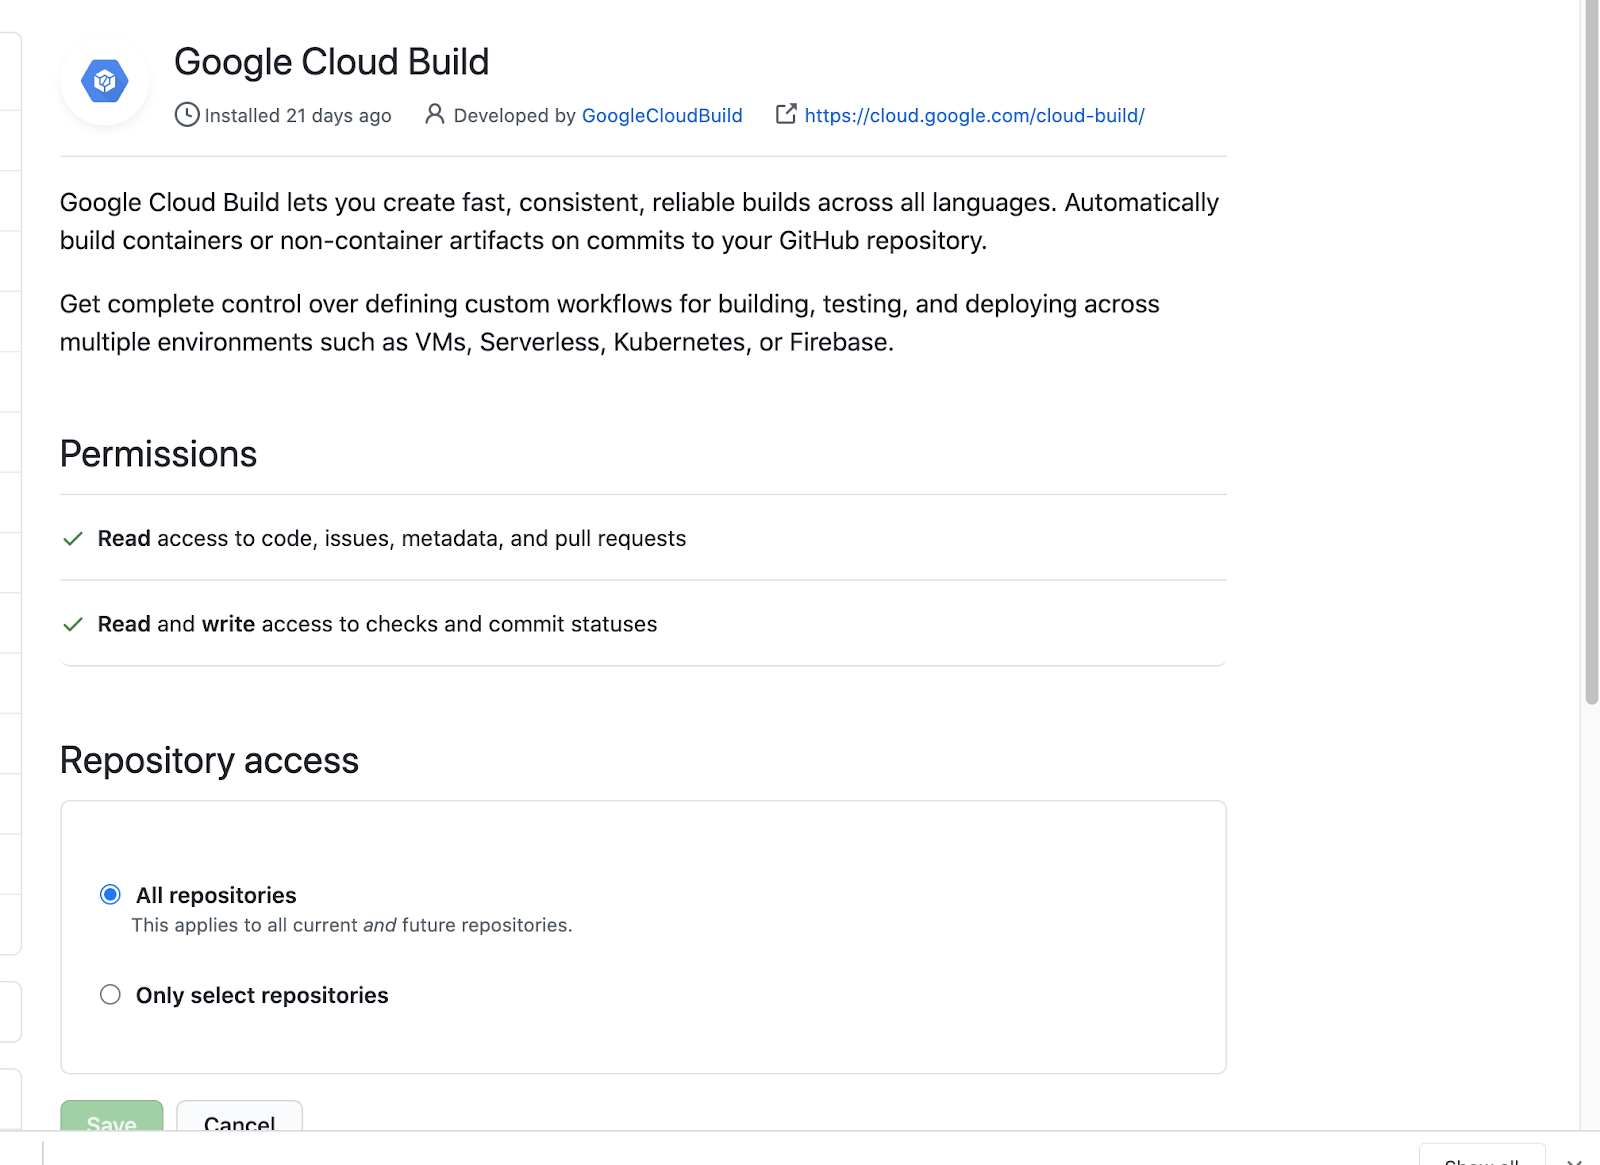 Google Cloud Build
Installed 21 days ago Developed by GoogleCloudBuild https://cloud.google.com/cloud-build/
Google Cloud Build lets you create fast, consistent, reliable builds across all languages. Automatically
build containers or non-container artifacts on commits to your GitHub repository.
Get complete control over defining custom workflows for building, testing, and deploying across
multiple environments such as VMs, Serverless, Kubernetes, or Firebase.
Permissions
Read access to code, issues, metadata, and pull requests
Read and write access to checks and commit statuses
Repository access
All repositories
This applies to all current and future repositories.
Only select repositories
Save Cancel
Show all